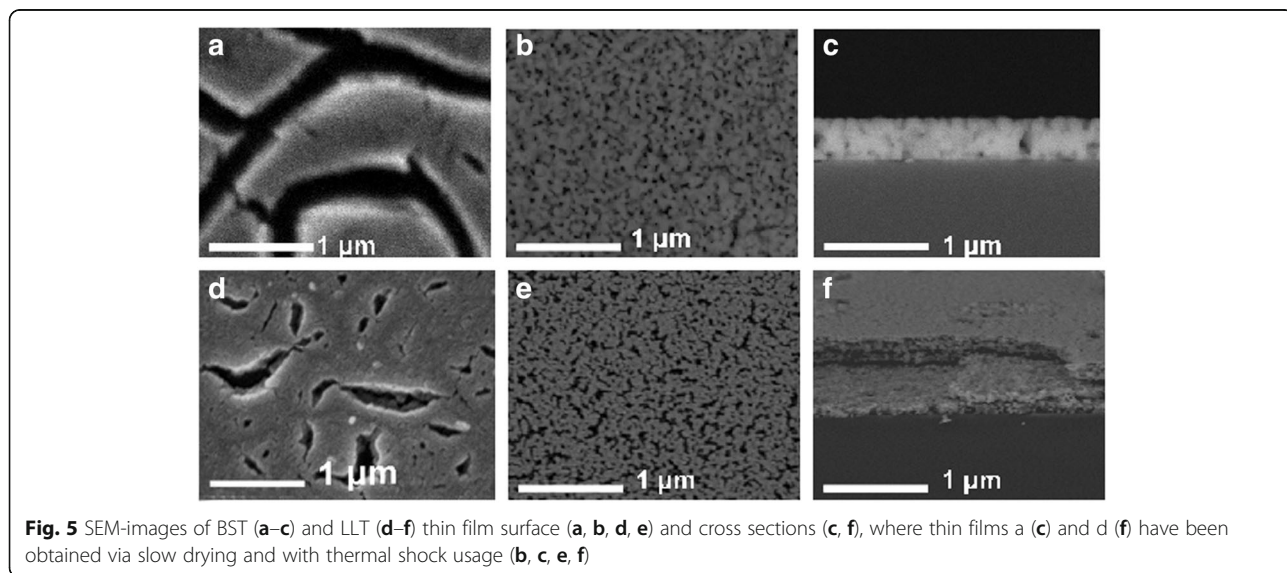 a
b
c
1 µm
1 µm
1 µm
d
e
f
1 µm
1 µm
1 µm
Fig. 5 SEM-images of BST (a–c) and LLT (d–f) thin film surface (a, b, d, e) and cross sections (c, f), where thin films a (c) and d (f) have been
obtained via slow drying and with thermal shock usage (b, c, e, f)